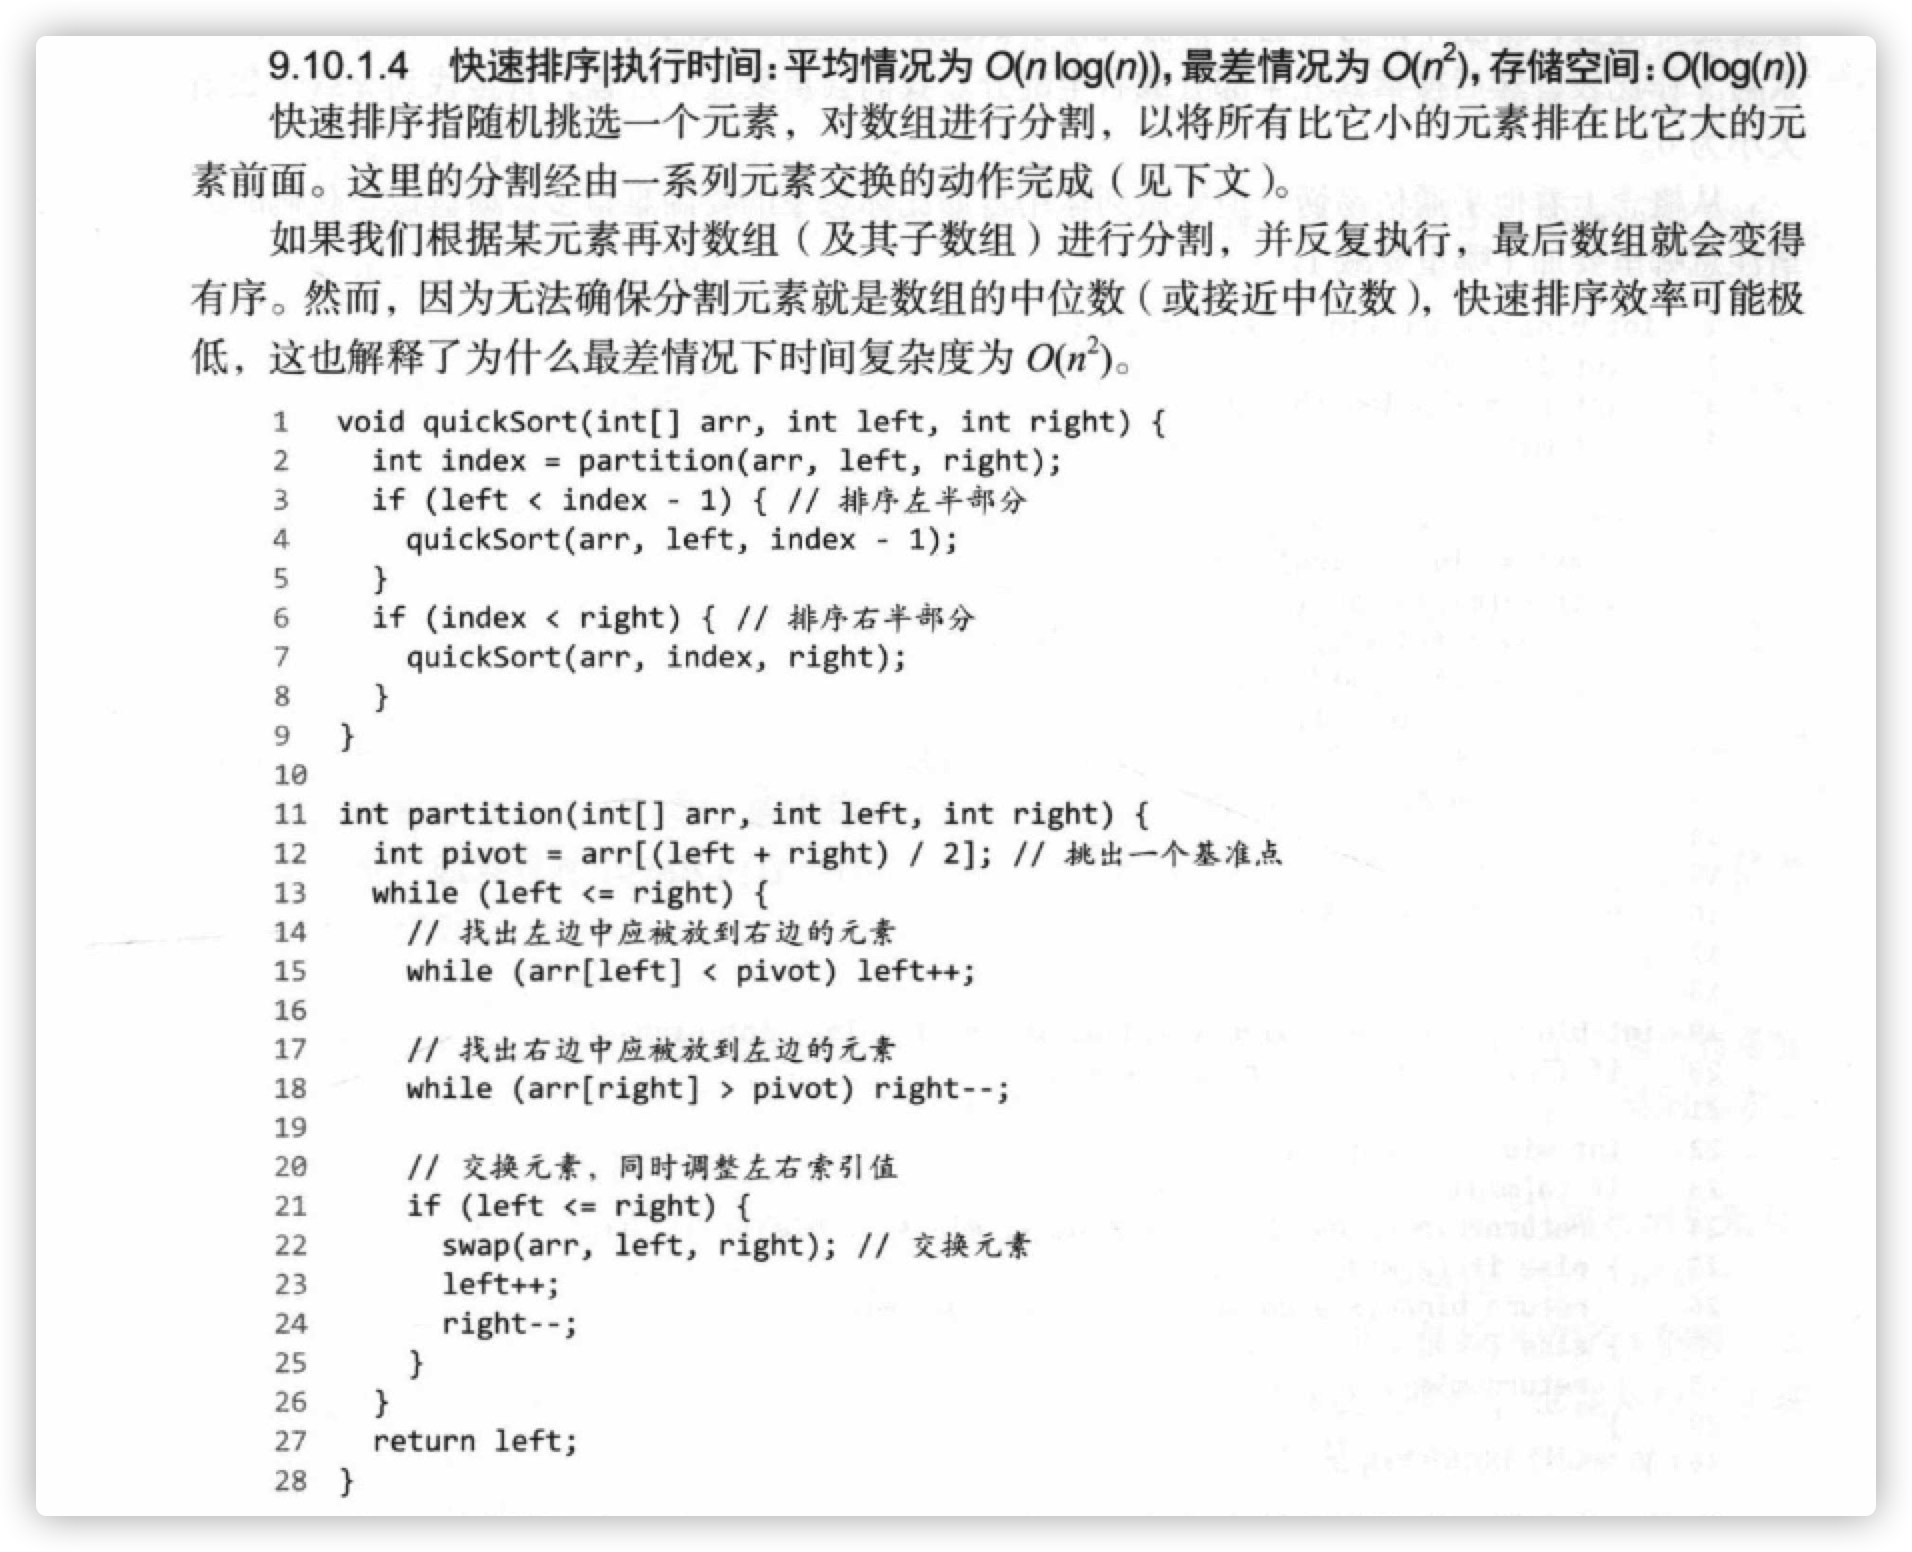 9.10.1.4 快速排序|执行时间:平均情况为 O(n log(n)),最差情况为 O(n²),存储空间:O(log(n))
快速排序指随机挑选一个元素，对数组进行分割，以将所有比它小的元素排在比它大的元
素前面。这里的分割经由一系列元素交换的动作完成（见下文）。
如果我们根据某元素再对数组（及其子数组）进行分割，并反复执行，最后数组就会变得
有序。然而，因为无法确保分割元素就是数组的中位数（或接近中位数），快速排序效率可能极
低，这也解释了为什么最差情况下时间复杂度为 O(n²)。
1 void quickSort(int[] arr, int left, int right) {
2 int index = partition(arr, left, right);
3 if (left < index - 1) { // 排序左半部分
4 quickSort(arr, left, index - 1);
5 }
6 if (index < right) { // 排序右半部分
7 quickSort(arr, index, right);
8 }
9 }
10
11 int partition(int[] arr, int left, int right) {
12 int pivot = arr[(left + right) / 2]; // 挑出一个基准点
13 while (left <= right) {
14 // 找出左边中应被放到右边的元素
15 while (arr[left] < pivot) left++;
16
17 // 找出右边中应被放到左边的元素
18 while (arr[right] > pivot) right--;
19
20 // 交换元素，同时调整左右索引值
21 if (left <= right) {
22 swap(arr, left, right); // 交换元素
23 left++;
24 right--;
25 }
26 }
27 return left;
28 }